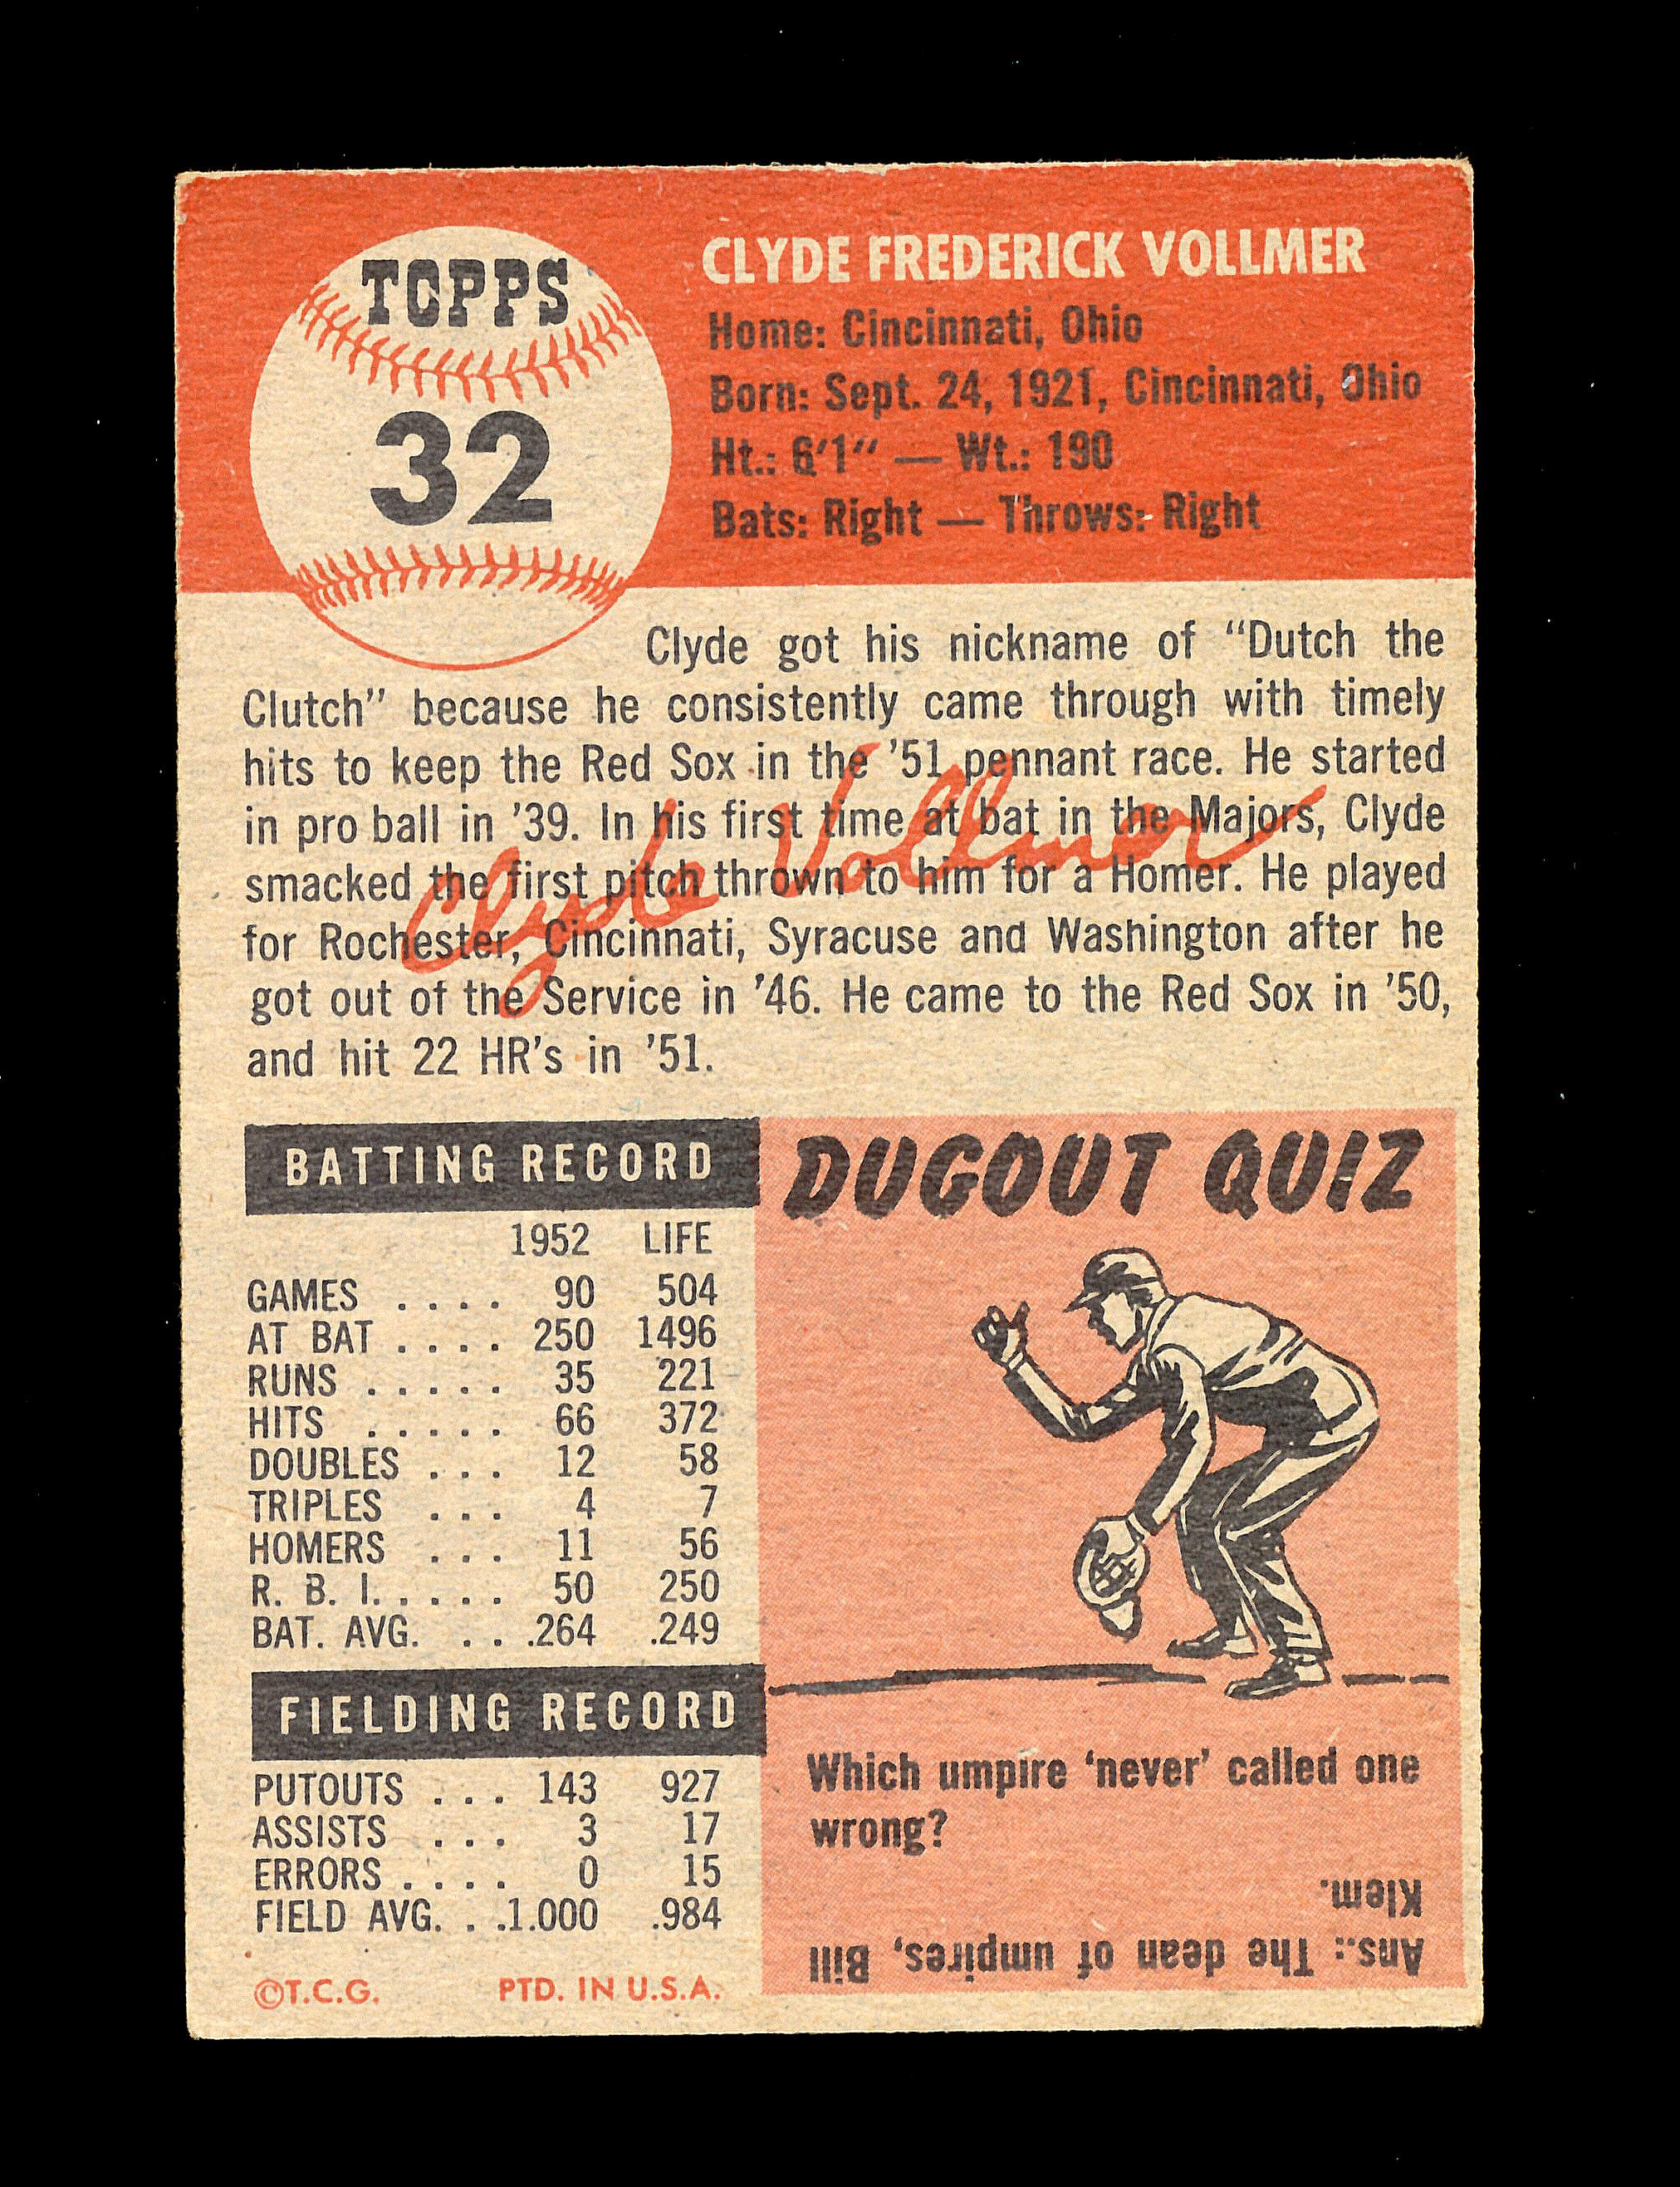 TOPPS
32
CLYDE FREDERICK VOLLMER
Home: Cincinnati, Ohio
Born: Sept. 24, 1921, Cincinnati, Ohio
Ht.: 6'1" — Wt.: 190
Bats: Right — Throws: Right
Clyde got his nickname of "Dutch the
Clutch" because he consistently came through with timely
hits to keep the Red Sox in the '51 pennant race. He started
in pro ball in '39. In his first time at bat in the Majors, Clyde
smacked the first pitch thrown to him for a Homer. He played
for Rochester, Cincinnati, Syracuse and Washington after he
got out of the Service in '46. He came to the Red Sox in '50,
and hit 22 HR's in '51.
Clyde Vollmer
BATTING RECORD
1952 LIFE
GAMES .... 90 504
AT BAT .... 250 1496
RUNS ..... 35 221
HITS ..... 66 372
DOUBLES ... 12 58
TRIPLES ... 4 7
HOMERS ... 11 56
R. B. I. .... 50 250
BAT. AVG. .. .264 .249
FIELDING RECORD
PUTOUTS ... 143 927
ASSISTS ... 3 17
ERRORS .... 0 15
FIELD AVG. .. 1.000 .984
©T.C.G. PTD. IN U.S.A.
DUGOUT QUIZ
Which umpire 'never' called one
wrong?
Ans.: The dean of umpires, Bill
Klem.